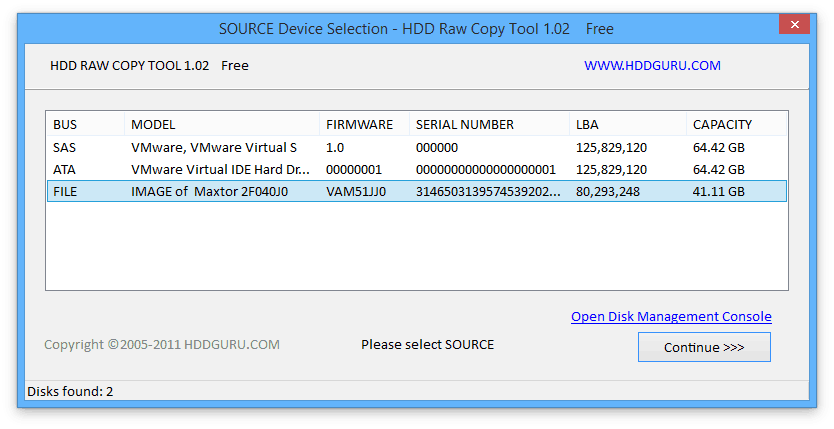 SOURCE Device Selection - HDD Raw Copy Tool 1.02 Free
HDD RAW COPY TOOL 1.02 Free WWW.HDDGURU.COM
BUS MODEL FIRMWARE SERIAL NUMBER LBA CAPACITY
SAS VMware, VMware Virtual S 1.0 000000 125,829,120 64.42 GB
ATA VMware Virtual IDE Hard Dr... 00000001 00000000000000000001 125,829,120 64.42 GB
FILE IMAGE of Maxtor 2F040J0 VAM51JJ0 3146503139574539202... 80,293,248 41.11 GB
Open Disk Management Console
Copyright ©2005-2011 HDDGURU.COM Please select SOURCE Continue >>>
Disks found: 2